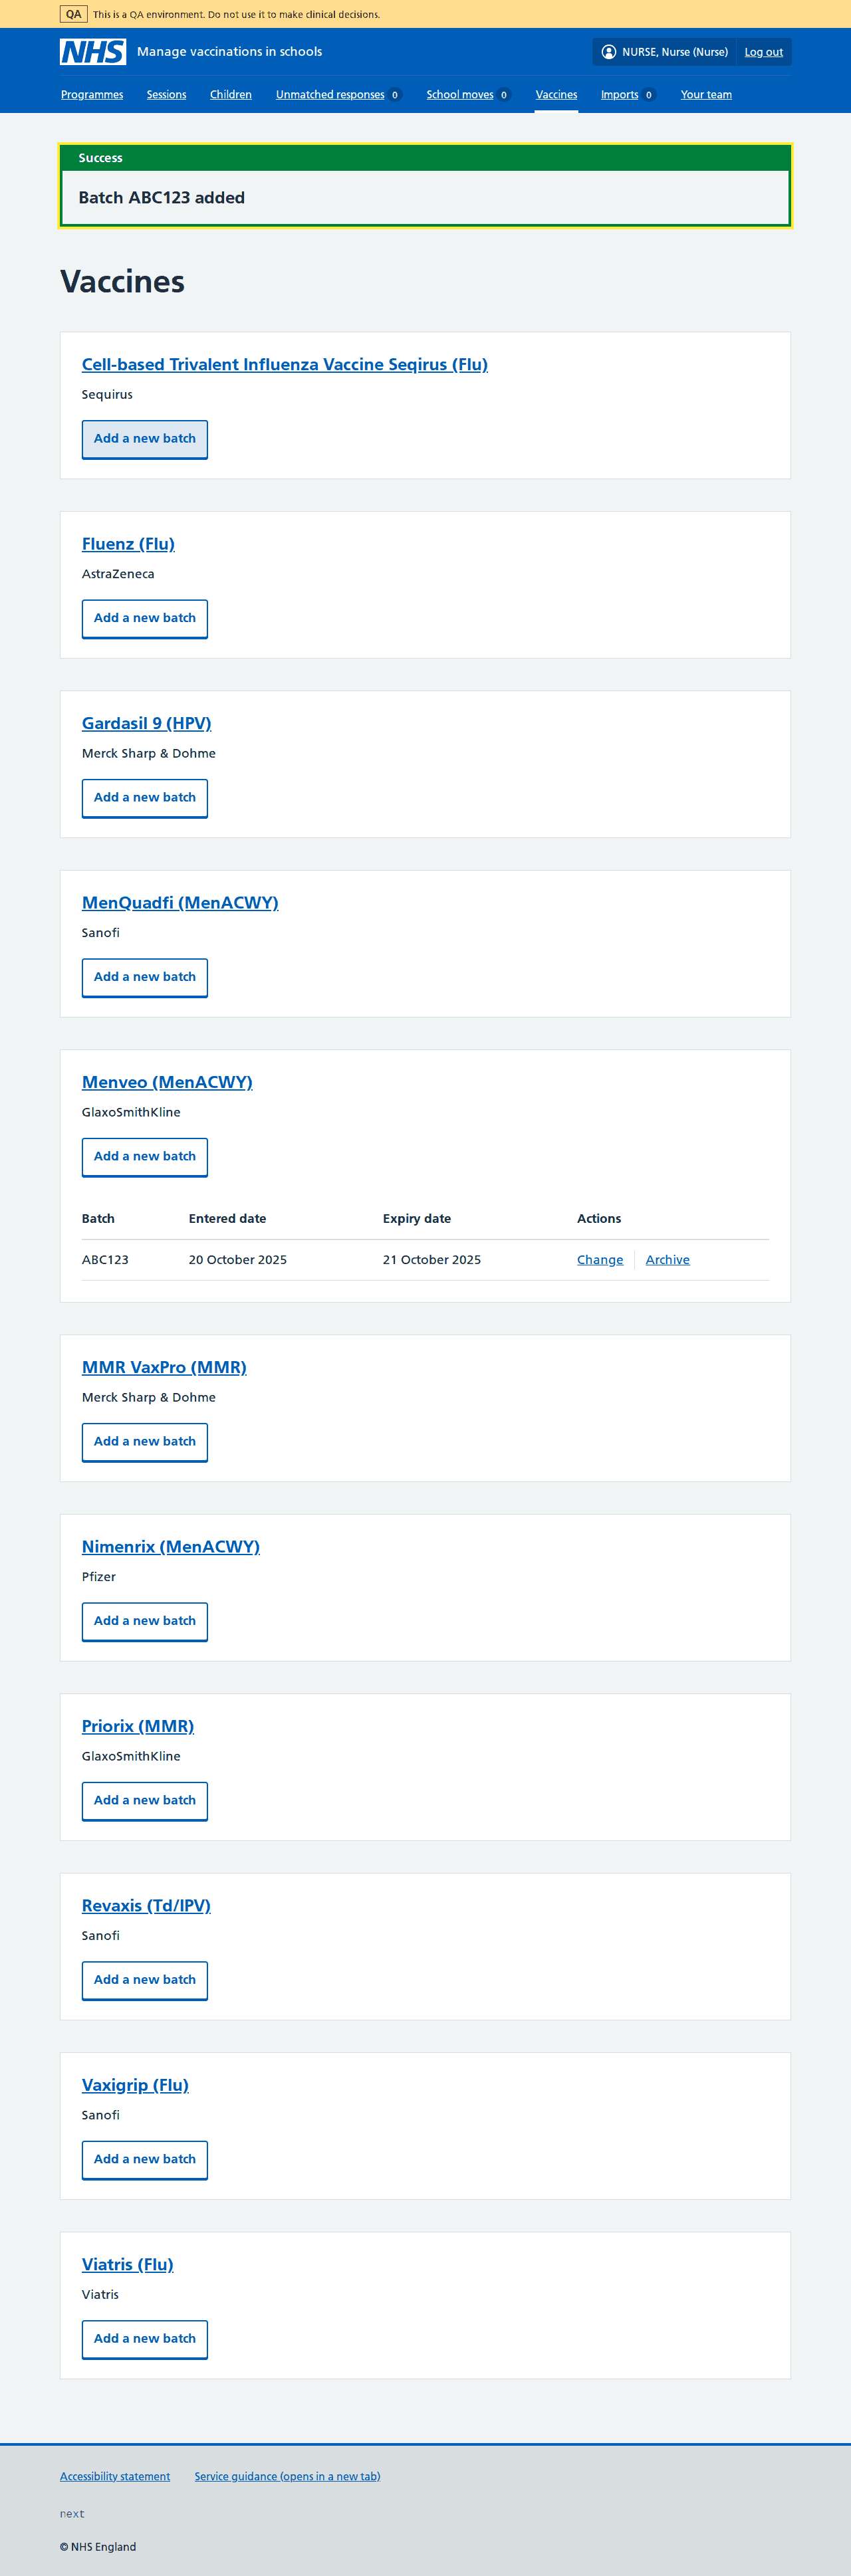 QA This is a QA environment. Do not use it to make clinical decisions.
NHS Manage vaccinations in schools NURSE, Nurse (Nurse) Log out
Programmes Sessions Children Unmatched responses 0 School moves 0 Vaccines Imports 0 Your team
Success
Batch ABC123 added
Vaccines
Cell-based Trivalent Influenza Vaccine Seqirus (Flu)
Sequirus
Add a new batch
Fluenz (Flu)
AstraZeneca
Add a new batch
Gardasil 9 (HPV)
Merck Sharp & Dohme
Add a new batch
MenQuadfi (MenACWY)
Sanofi
Add a new batch
Menveo (MenACWY)
GlaxoSmithKline
Add a new batch
Batch Entered date Expiry date Actions
ABC123 20 October 2025 21 October 2025 Change Archive
MMR VaxPro (MMR)
Merck Sharp & Dohme
Add a new batch
Nimenrix (MenACWY)
Pfizer
Add a new batch
Priorix (MMR)
GlaxoSmithKline
Add a new batch
Revaxis (Td/IPV)
Sanofi
Add a new batch
Vaxigrip (Flu)
Sanofi
Add a new batch
Viatris (Flu)
Viatris
Add a new batch
Accessibility statement Service guidance (opens in a new tab)
next
© NHS England